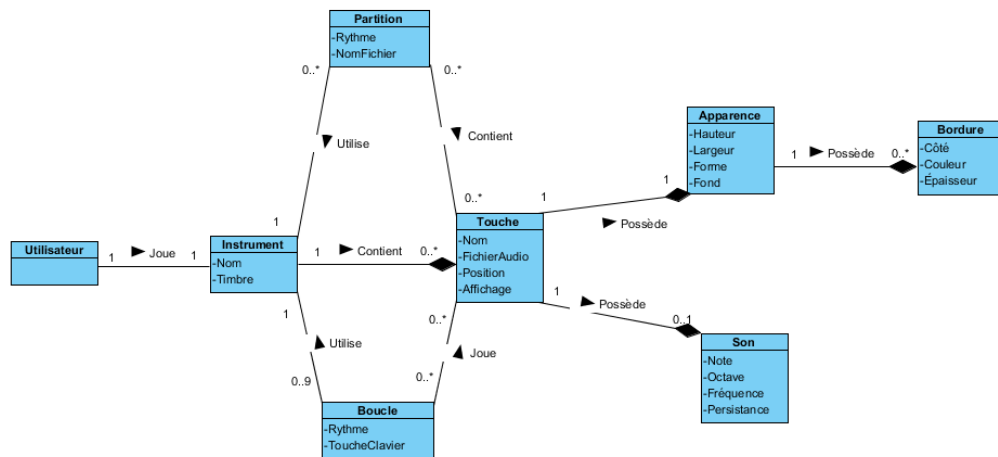 Partition
-Rythme
-NomFichier
0..*
0..*
Utilise
Contient
1
0..*
Utilisateur
1
Joue
1
Instrument
-Nom
-Timbre
1
Contient
0..*
Touche
-Nom
-FichierAudio
-Position
-Affichage
1
Possède
1
Apparence
-Hauteur
-Largeur
-Forme
-Fond
1
Possède
0..*
Bordure
-Côté
-Couleur
-Épaisseur
1
Possède
0..1
Son
-Note
-Octave
-Fréquence
-Persistance
1
Utilise
0..9
0..*
Joue
0..*
Boucle
-Rythme
-ToucheClavier